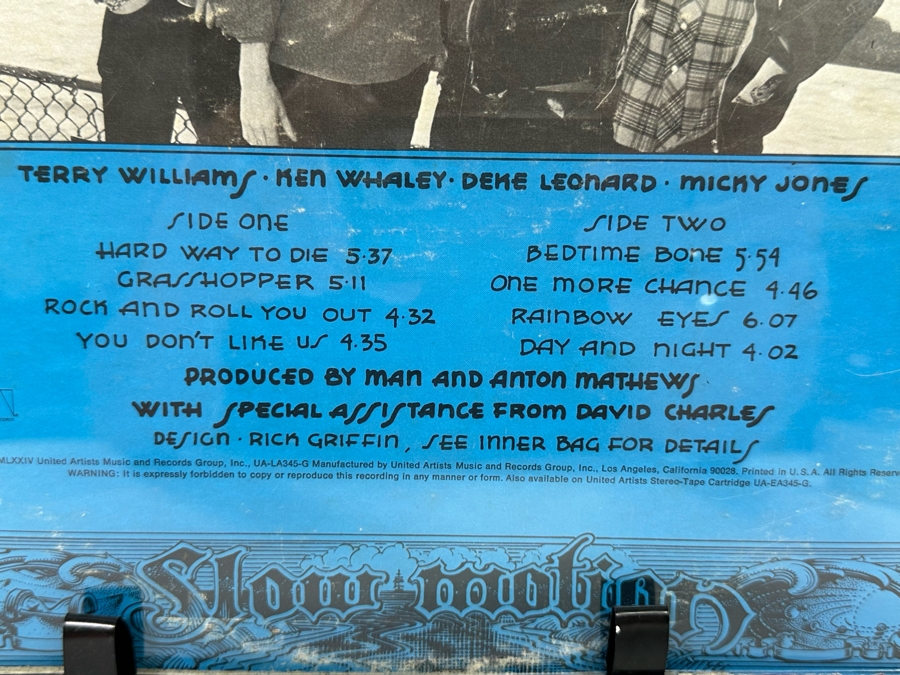 TERRY WILLIAMS · KEN WHALEY · DEKE LEONARD · MICKY JONES
SIDE ONE
HARD WAY TO DIE 5·37
GRASSHOPPER 5·11
ROCK AND ROLL YOU OUT 4·32
YOU DON'T LIKE US 4.35
SIDE TWO
BEDTIME BONE 5·54
ONE MORE CHANCE 4.46
RAINBOW EYES 6·07
DAY AND NIGHT 4·02
PRODUCED BY MAN AND ANTON MATHEWS.
WITH SPECIAL ASSISTANCE FROM DAVID CHARLES
DESIGN · RICK GRIFFIN, SEE INNER BAG FOR DETAILS
MLXXIV United Artists Music and Records Group, Inc., UA-LA345-G Manufactured by United Artists Music and Records Group, Inc., Los Angeles, California 90028. Printed in U.S.A. All Rights Reserv
WARNING: It is expressly forbidden to copy or reproduce this recording in any manner or form. Also available on United Artists Stereo-Tape Cartridge UA-EA345-G.
Slow motion